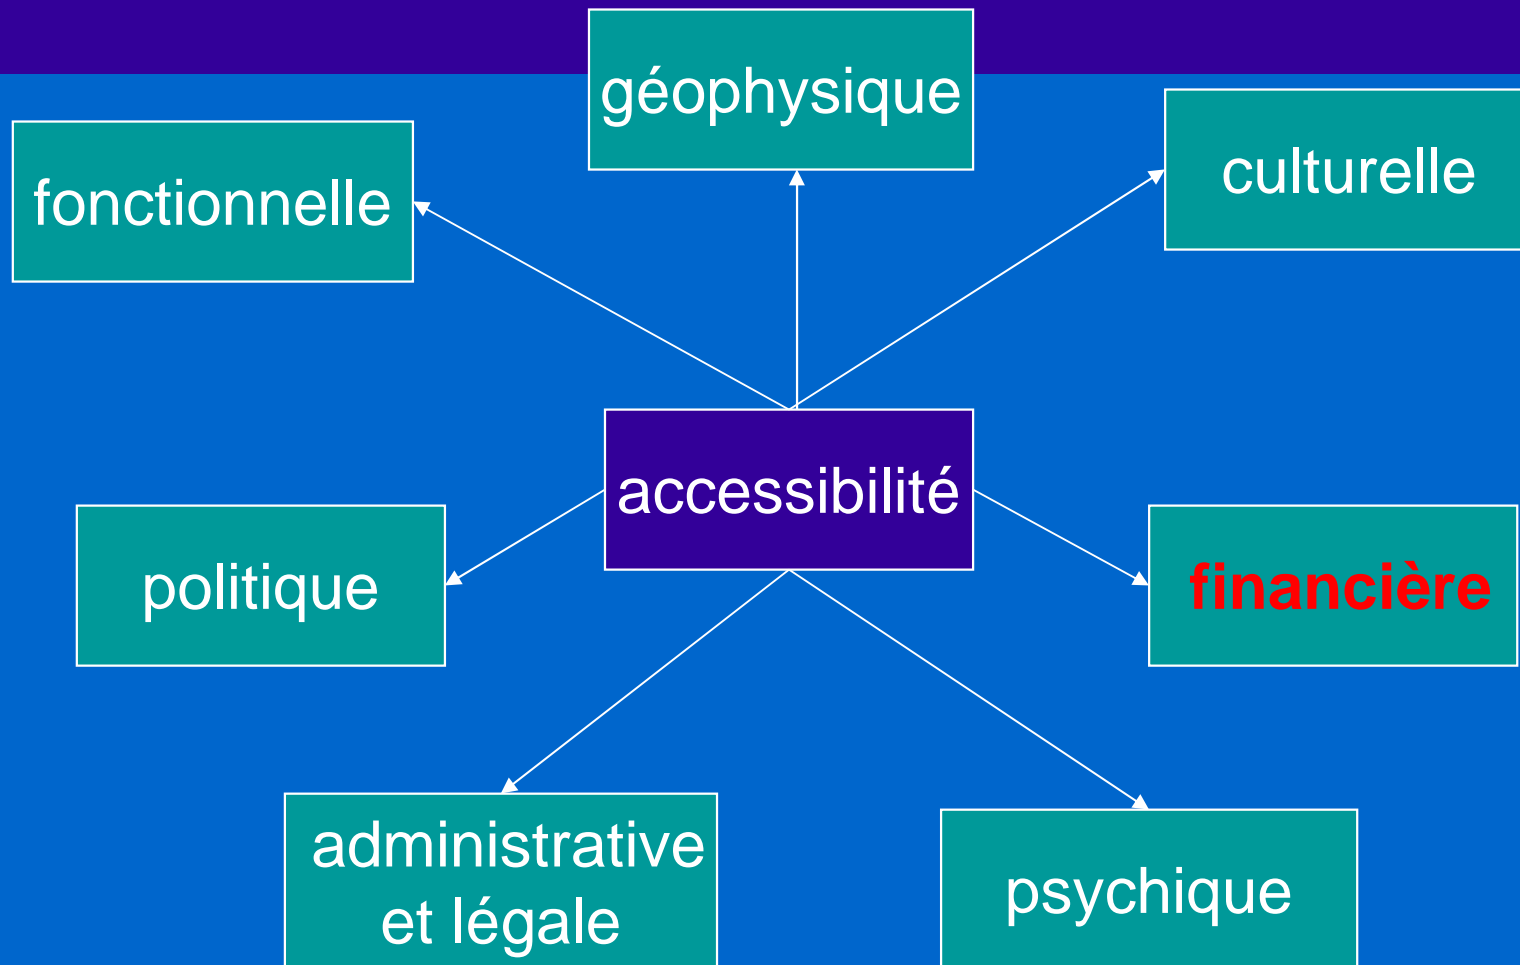 géophysique
culturelle
fonctionnelle
accessibilité
politique
financière
administrative
et légale
psychique